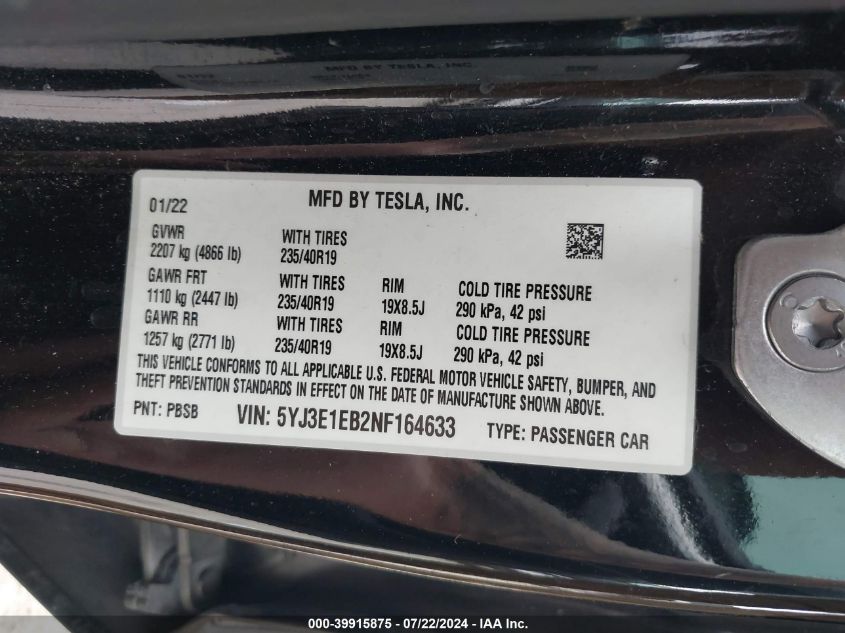 MFD BY TESLA, INC.
01/22 MFD BY TESLA, INC.
GVWR
2207 kg (4866 lb)
WITH TIRES
235/40R19
GAWR FRT
1110 kg (2447 lb)
WITH TIRES
235/40R19
RIM
19X8.5J
COLD TIRE PRESSURE
290 kPa, 42 psi
GAWR RR
1257 kg (2771 lb)
WITH TIRES
235/40R19
RIM
19X8.5J
COLD TIRE PRESSURE
290 kPa, 42 psi
THIS VEHICLE CONFORMS TO ALL APPLICABLE U.S. FEDERAL MOTOR VEHICLE SAFETY, BUMPER, AND
THEFT PREVENTION STANDARDS IN EFFECT ON THE DATE OF MANUFACTURE SHOWN ABOVE.
PNT: PBSB VIN: 5YJ3E1EB2NF164633 TYPE: PASSENGER CAR
000-39915875 - 07/22/2024 - IAA Inc.